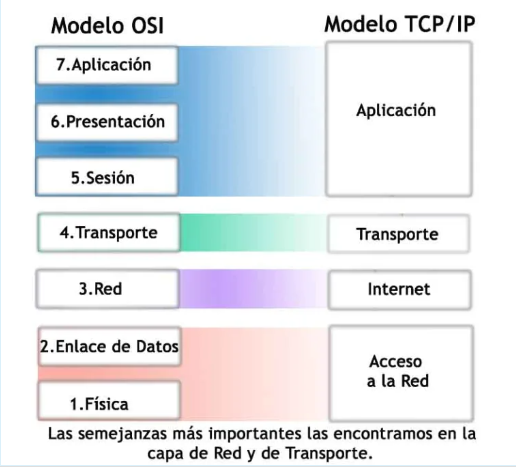 Modelo OSI
Modelo TCP/IP
7.Aplicación
6.Presentación
5.Sesión
Aplicación
4.Transporte
Transporte
3.Red
Internet
2.Enlace de Datos
1.Física
Acceso
a la Red
Las semejanzas más importantes las encontramos en la
capa de Red y de Transporte.